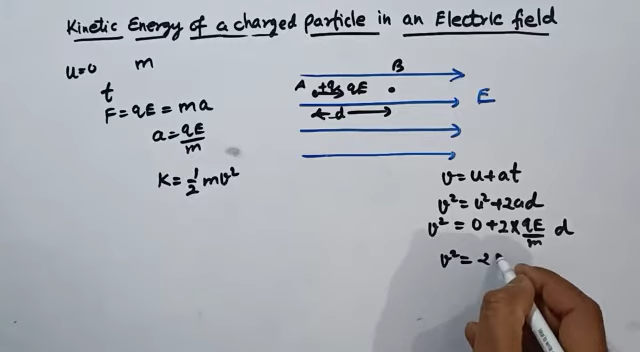 Kinetic Energy of a charged particle in an Electric field
u=0 m
t
F = qE = ma
a = qE/m
K = 1/2 mv²
B
A +q qE
d
E
v = u + at
v² = u² + 2ad
v² = 0 + 2 × qE/m d
v² = 2